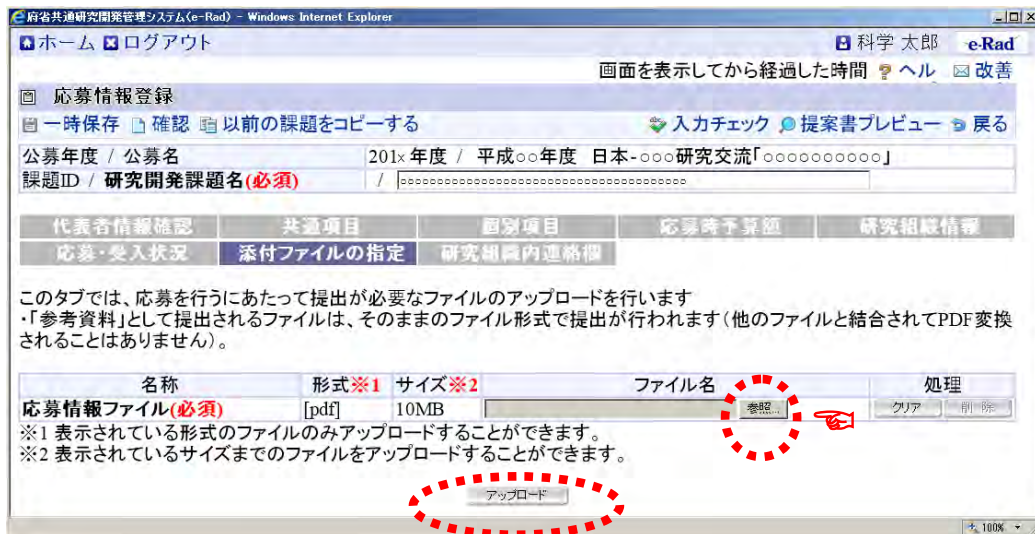 府省共通研究開発管理システム(e-Rad) - Windows Internet Explorer
ホーム ログアウト 科学 太郎 e-Rad
画面を表示してから経過した時間 ヘル 改善
応募情報登録
一時保存 確認 以前の課題をコピーする 入力チェック 提案書プレビュー 戻る
公募年度 / 公募名 201x年度 / 平成○○年度 日本-○○○研究交流「○○○○○○○○○○」
課題ID / 研究開発課題名(必須) / ○○○○○○○○○○○○○○○○○○○○○○○○○○○○○○○○○○○○○○
代表者情報確認 共通項目 個別項目 応募時予算額 研究組織情報
応募・受入状況 添付ファイルの指定 研究組織内連絡欄
このタブでは、応募を行うにあたって提出が必要なファイルのアップロードを行います
・「参考資料」として提出されるファイルは、そのままのファイル形式で提出が行われます(他のファイルと結合されてPDF変換
されることはありません)。
名称 形式※1 サイズ※2 ファイル名 処理
応募情報ファイル(必須) [pdf] 10MB 参照... クリア 削除
※1 表示されている形式のファイルのみアップロードすることができます。
※2 表示されているサイズまでのファイルをアップロードすることができます。
アップロード
100%